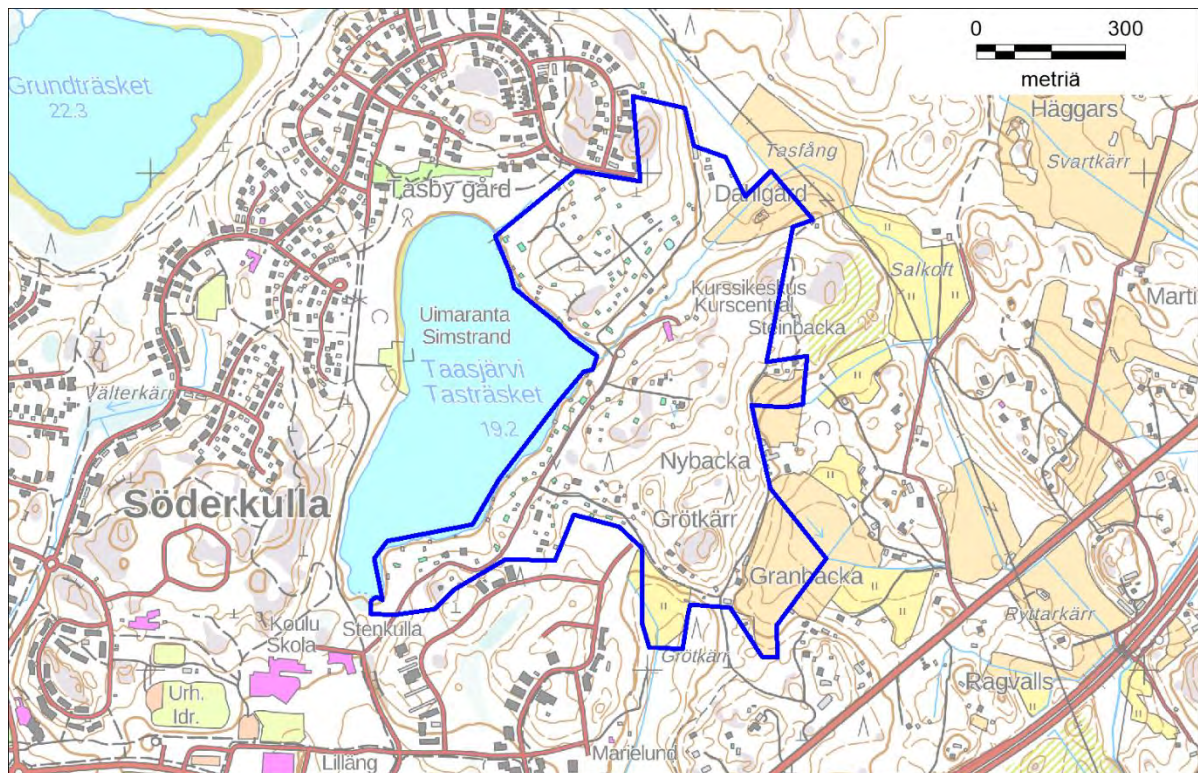 0 300
metriä
Grundträsket
22.3
Häggars
Svartkärr
Tasfång
Tasby gård
Dahlgård
Salkoft
Kurssikeskus
Kurscentral
Marti
Steinbacka
Uimaranta
Simstrand
Taasjärvi
Tasträsket
19.2
Välterkärr
Nybacka
Söderkulla
Grötkärr
Granbacka
Ryttarkärr
Koulu
Skola
Stenkulla
Grötkärr
Ragvalls
Urh.
Idr.
Marielund
Lilläng